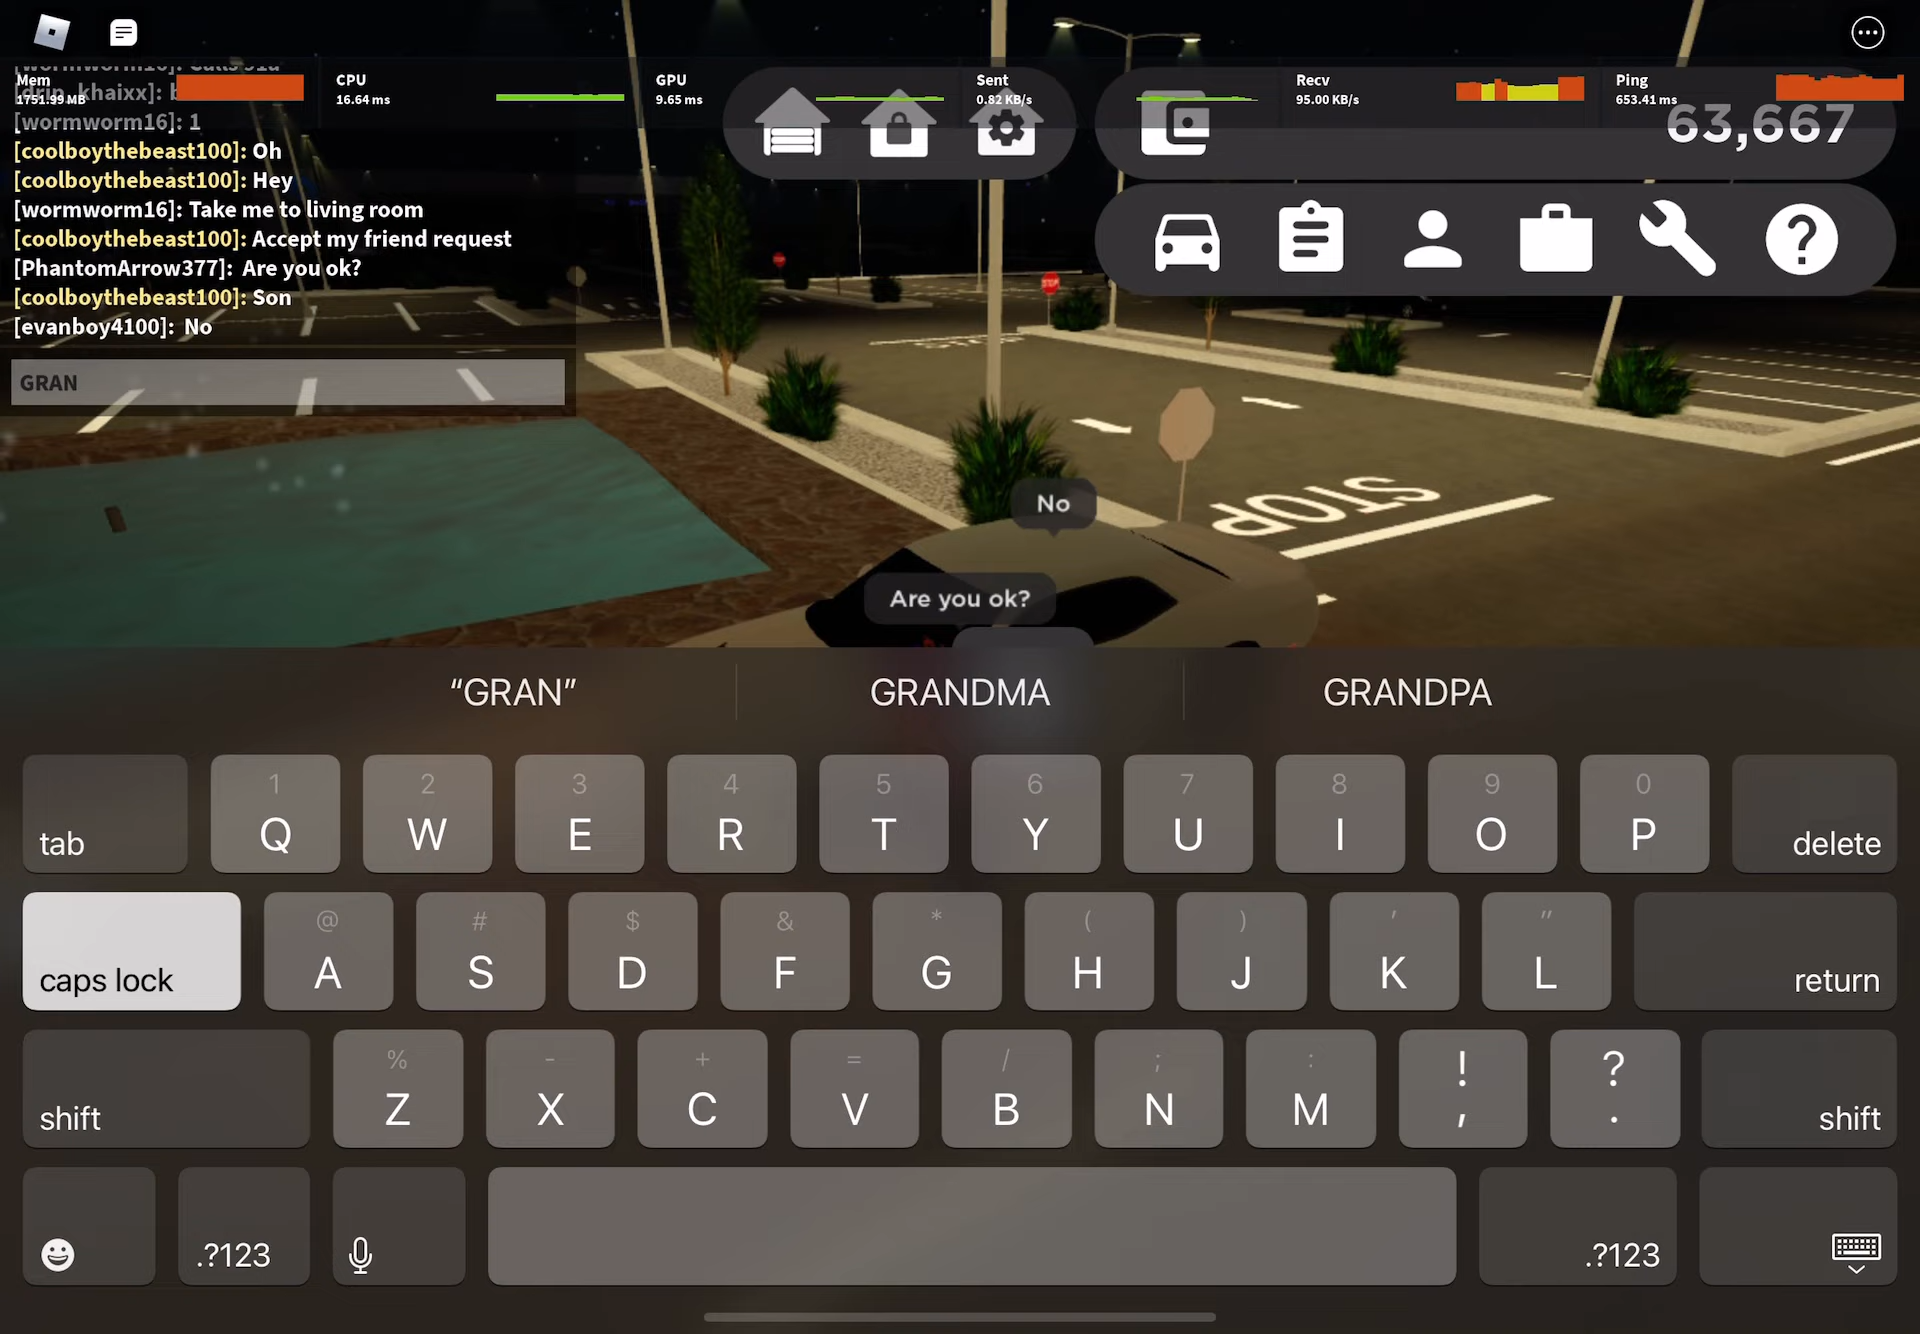 Mem
1751.99 MB
CPU
16.64 ms
GPU
9.65 ms
Sent
0.82 KB/s
Recv
95.00 KB/s
Ping
653.41 ms
63,667
[drip_khaixx]:
[wormworm16]: 1
[coolboythebeast100]: Oh
[coolboythebeast100]: Hey
[wormworm16]: Take me to living room
[coolboythebeast100]: Accept my friend request
[PhantomArrow377]: Are you ok?
[coolboythebeast100]: Son
[evanboy4100]: No
GRAN
STOP
STOP
STOP
No
Are you ok?
“GRAN” GRANDMA GRANDPA
1 2 3 4 5 6 7 8 9 0
tab Q W E R T Y U I O P delete
@ # $ & * ( ) ' "
caps lock A S D F G H J K L return
% - + = / ; : ! ?
shift Z X C V B N M , . shift
.?123 .?123